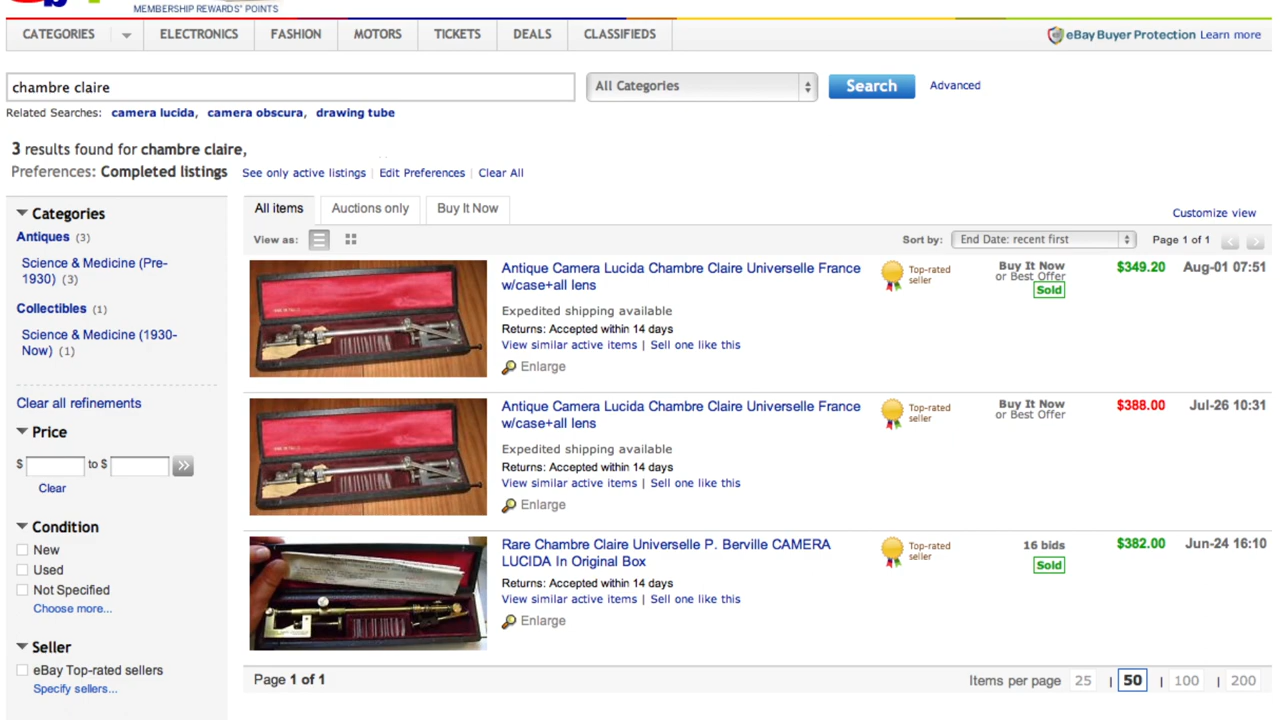 MEMBERSHIP REWARDS® POINTS
CATEGORIES ELECTRONICS FASHION MOTORS TICKETS DEALS CLASSIFIEDS eBay Buyer Protection Learn more
chambre claire All Categories Search Advanced
Related Searches: camera lucida, camera obscura, drawing tube
3 results found for chambre claire,
Preferences: Completed listings See only active listings | Edit Preferences | Clear All
Categories
Antiques (3)
Science & Medicine (Pre-
1930) (3)
Collectibles (1)
Science & Medicine (1930-
Now) (1)
Clear all refinements
Price
$ to $
Clear
Condition
New
Used
Not Specified
Choose more...
Seller
eBay Top-rated sellers
Specify sellers...
All items Auctions only Buy It Now
Customize view
View as: Sort by: End Date: recent first Page 1 of 1
Antique Camera Lucida Chambre Claire Universelle France
w/case+all lens
Expedited shipping available
Returns: Accepted within 14 days
View similar active items | Sell one like this
Enlarge
Top-rated
seller
Buy It Now
or Best Offer
Sold
$349.20 Aug-01 07:51
Antique Camera Lucida Chambre Claire Universelle France
w/case+all lens
Expedited shipping available
Returns: Accepted within 14 days
View similar active items | Sell one like this
Enlarge
Top-rated
seller
Buy It Now
or Best Offer
$388.00 Jul-26 10:31
Rare Chambre Claire Universelle P. Berville CAMERA
LUCIDA In Original Box
Returns: Accepted within 14 days
View similar active items | Sell one like this
Enlarge
Top-rated
seller
16 bids
Sold
$382.00 Jun-24 16:10
Page 1 of 1 Items per page 25 | 50 | 100 | 200